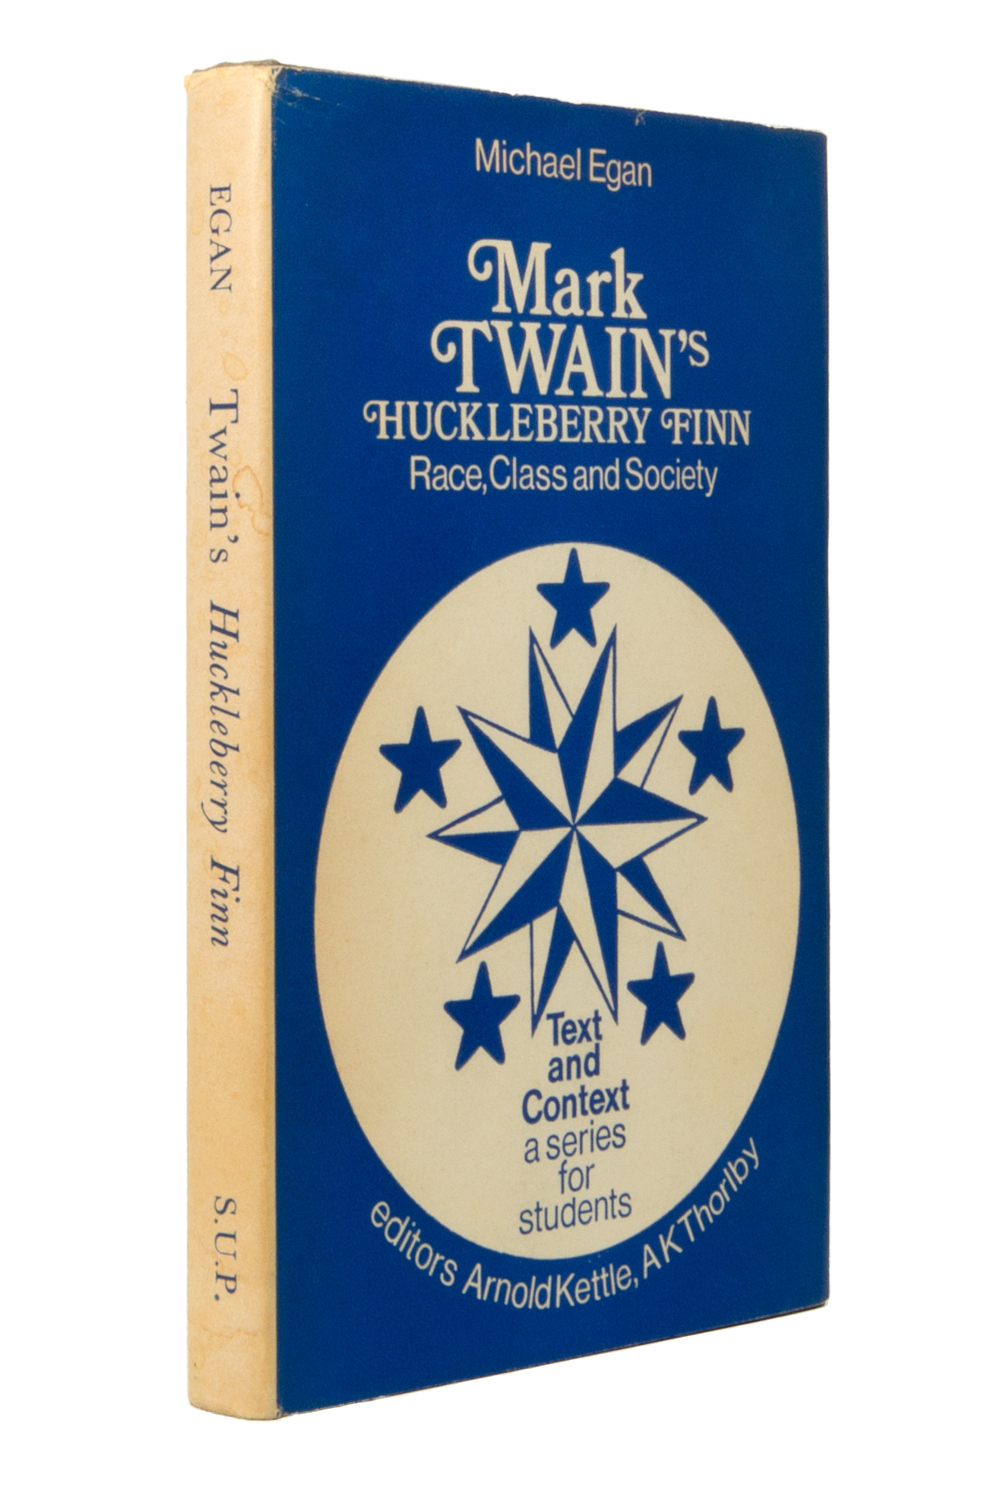 EGAN Twain's Huckleberry Finn S.U.P.
Michael Egan
Mark
TWAIN'S
HUCKLEBERRY FINN
Race, Class and Society
Text
and
Context
a series
for
students
editors Arnold Kettle, A K Thorlby